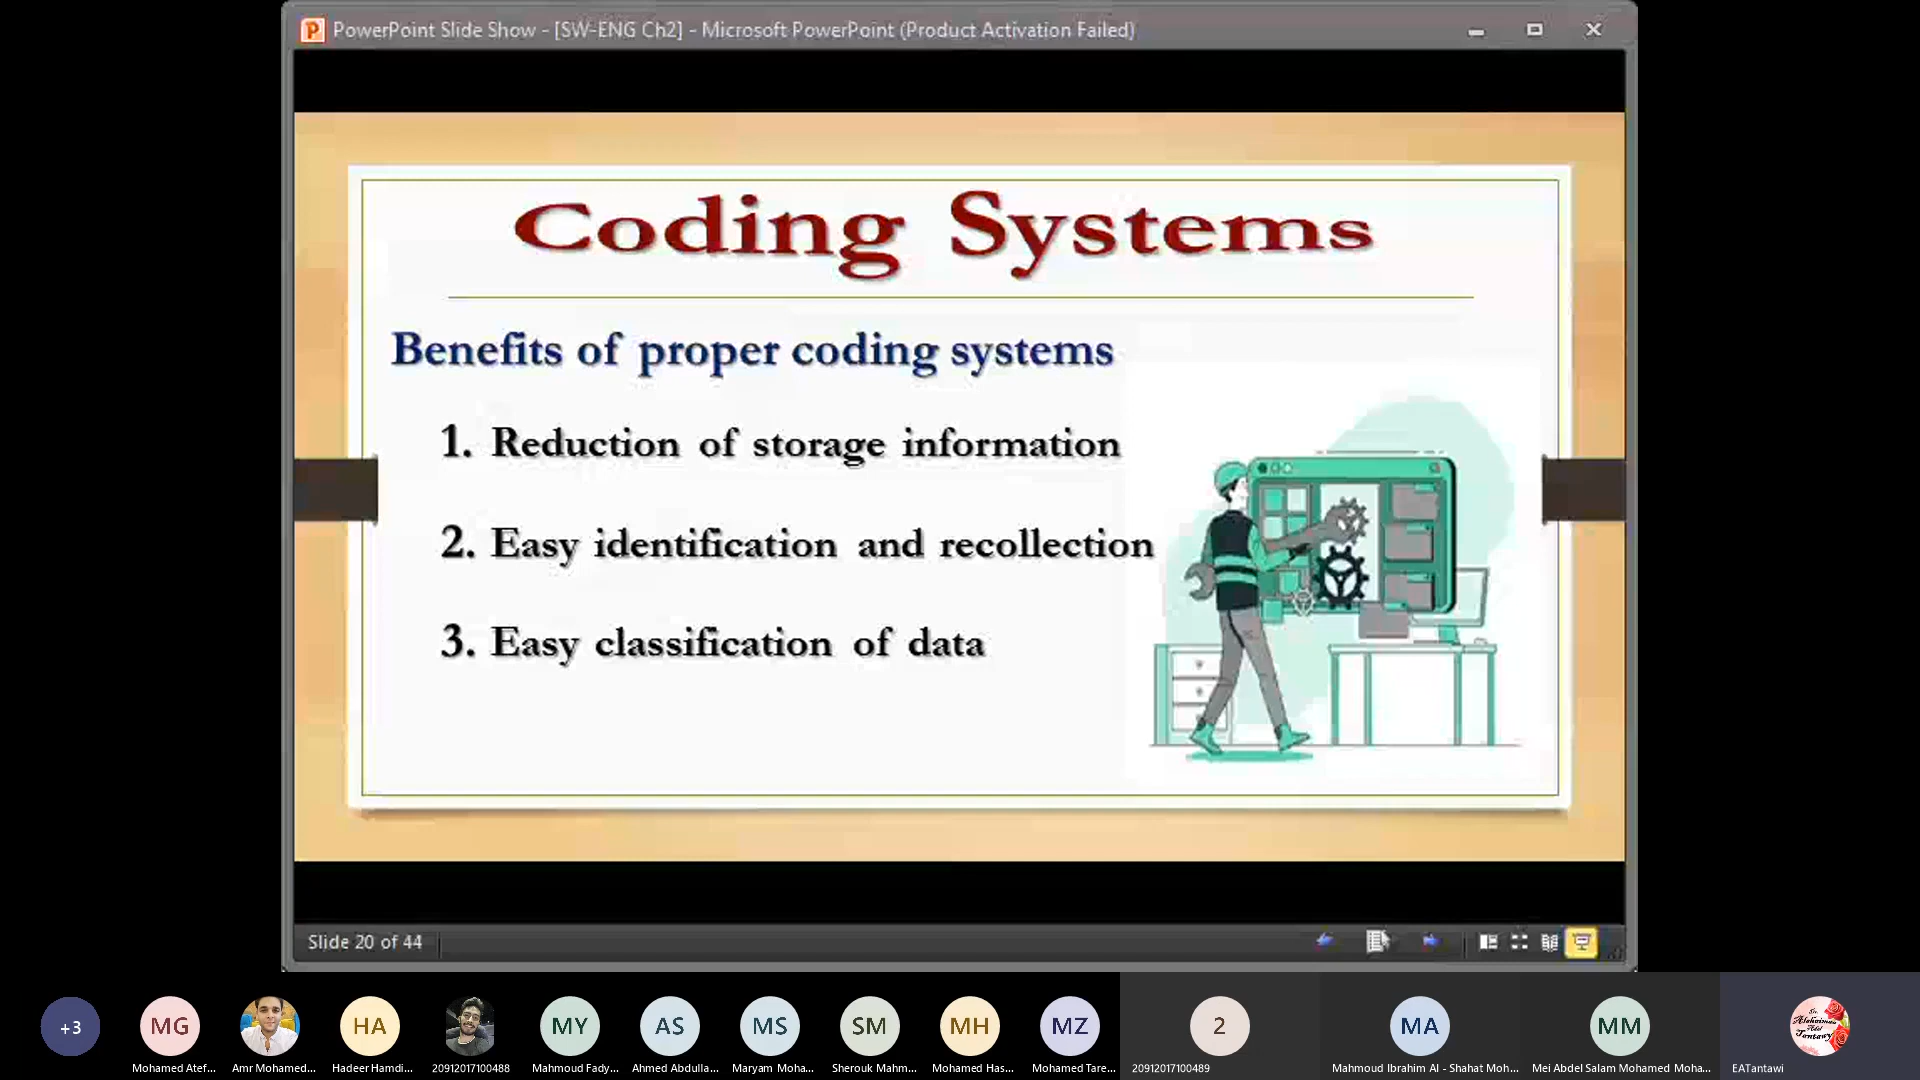 PowerPoint Slide Show - [SW-ENG Ch2] - Microsoft PowerPoint (Product Activation Failed)
Coding Systems
Benefits of proper coding systems
1. Reduction of storage information
2. Easy identification and recollection
3. Easy classification of data
Slide 20 of 44
+3
MG
HA
MY
AS
MS
SM
MH
MZ
2
MA
MM
Mohamed Atef...
Amr Mohamed...
Hadeer Hamdi...
20912017100488
Mahmoud Fady...
Ahmed Abdulla...
Maryam Moha...
Sherouk Mahm...
Mohamed Has...
Mohamed Tare...
20912017100489
Mahmoud Ibrahim Al - Shahat Moh...
Mei Abdel Salam Mohamed Moha...
EATantawi